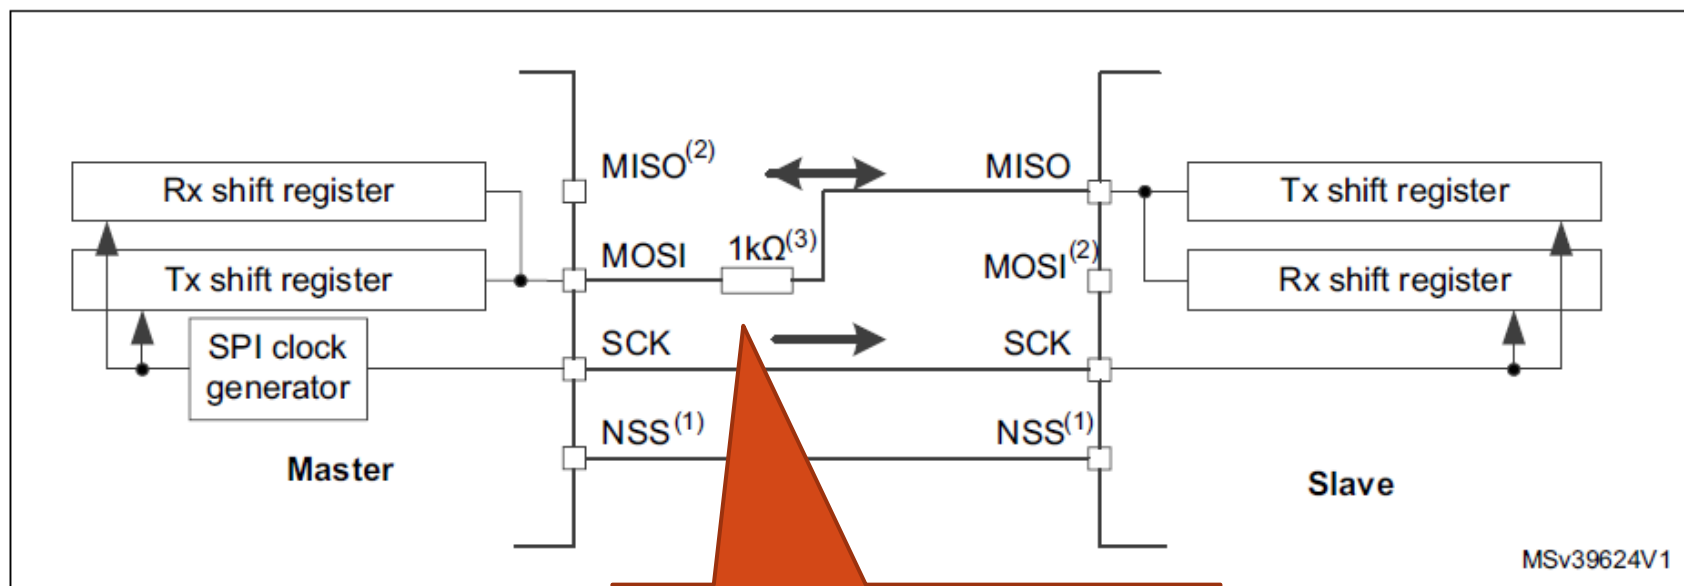 MISO(2)
MISO
Rx shift register
Tx shift register
MOSI
1kΩ(3)
MOSI(2)
Tx shift register
Rx shift register
SPI clock
generator
SCK
SCK
NSS(1)
NSS(1)
Master
Slave
MSv39624V1